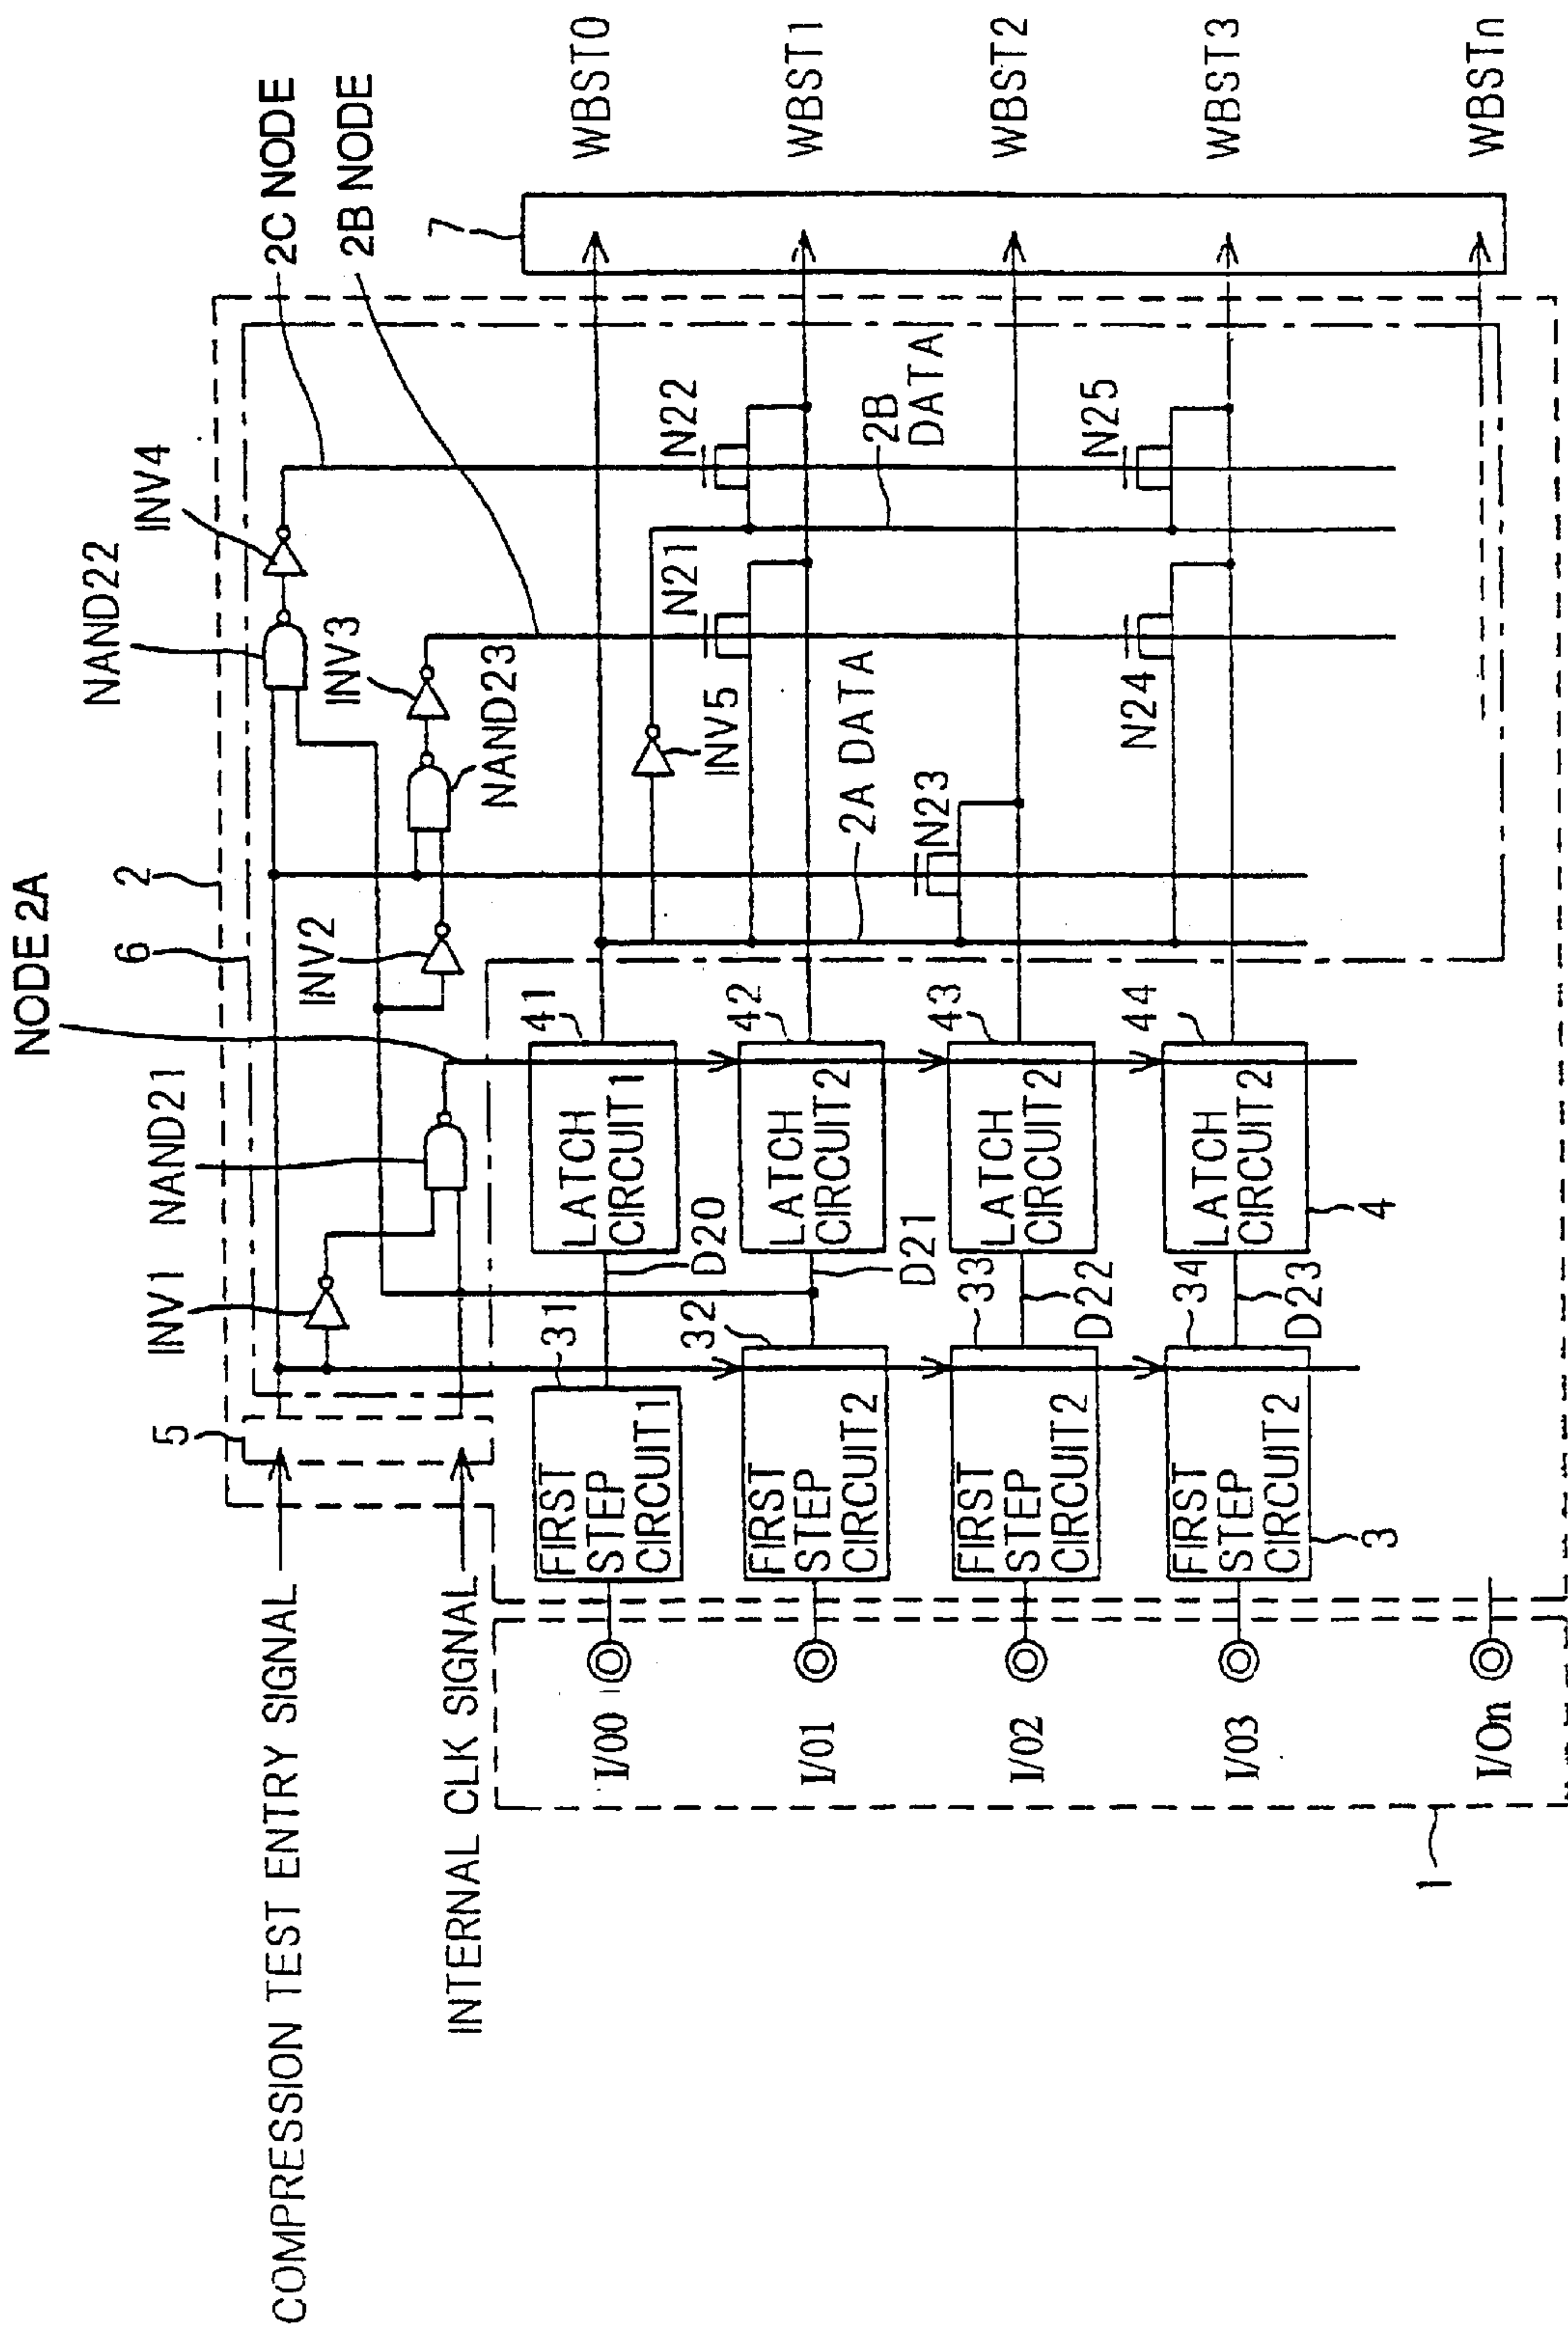 COMPRESSION TEST ENTRY SIGNAL
INTERNAL CLK SIGNAL
NODE 2A
NAND21
INV1
5
6
2
INV2
NAND22
INV4
INV3
NAND23
2C NODE
2B NODE
7
I/00
FIRST
STEP
CIRCUIT1
31
D20
LATCH
CIRCUIT1
41
WBST0
INV5
N21
N22
I/01
FIRST
STEP
CIRCUIT2
32
D21
LATCH
CIRCUIT2
42
WBST1
2A DATA
2B
DATA
N23
I/02
FIRST
STEP
CIRCUIT2
33
D22
LATCH
CIRCUIT2
43
WBST2
N24
N25
I/03
FIRST
STEP
CIRCUIT2
34
D23
LATCH
CIRCUIT2
44
WBST3
3
4
I/On
WBSTn
1